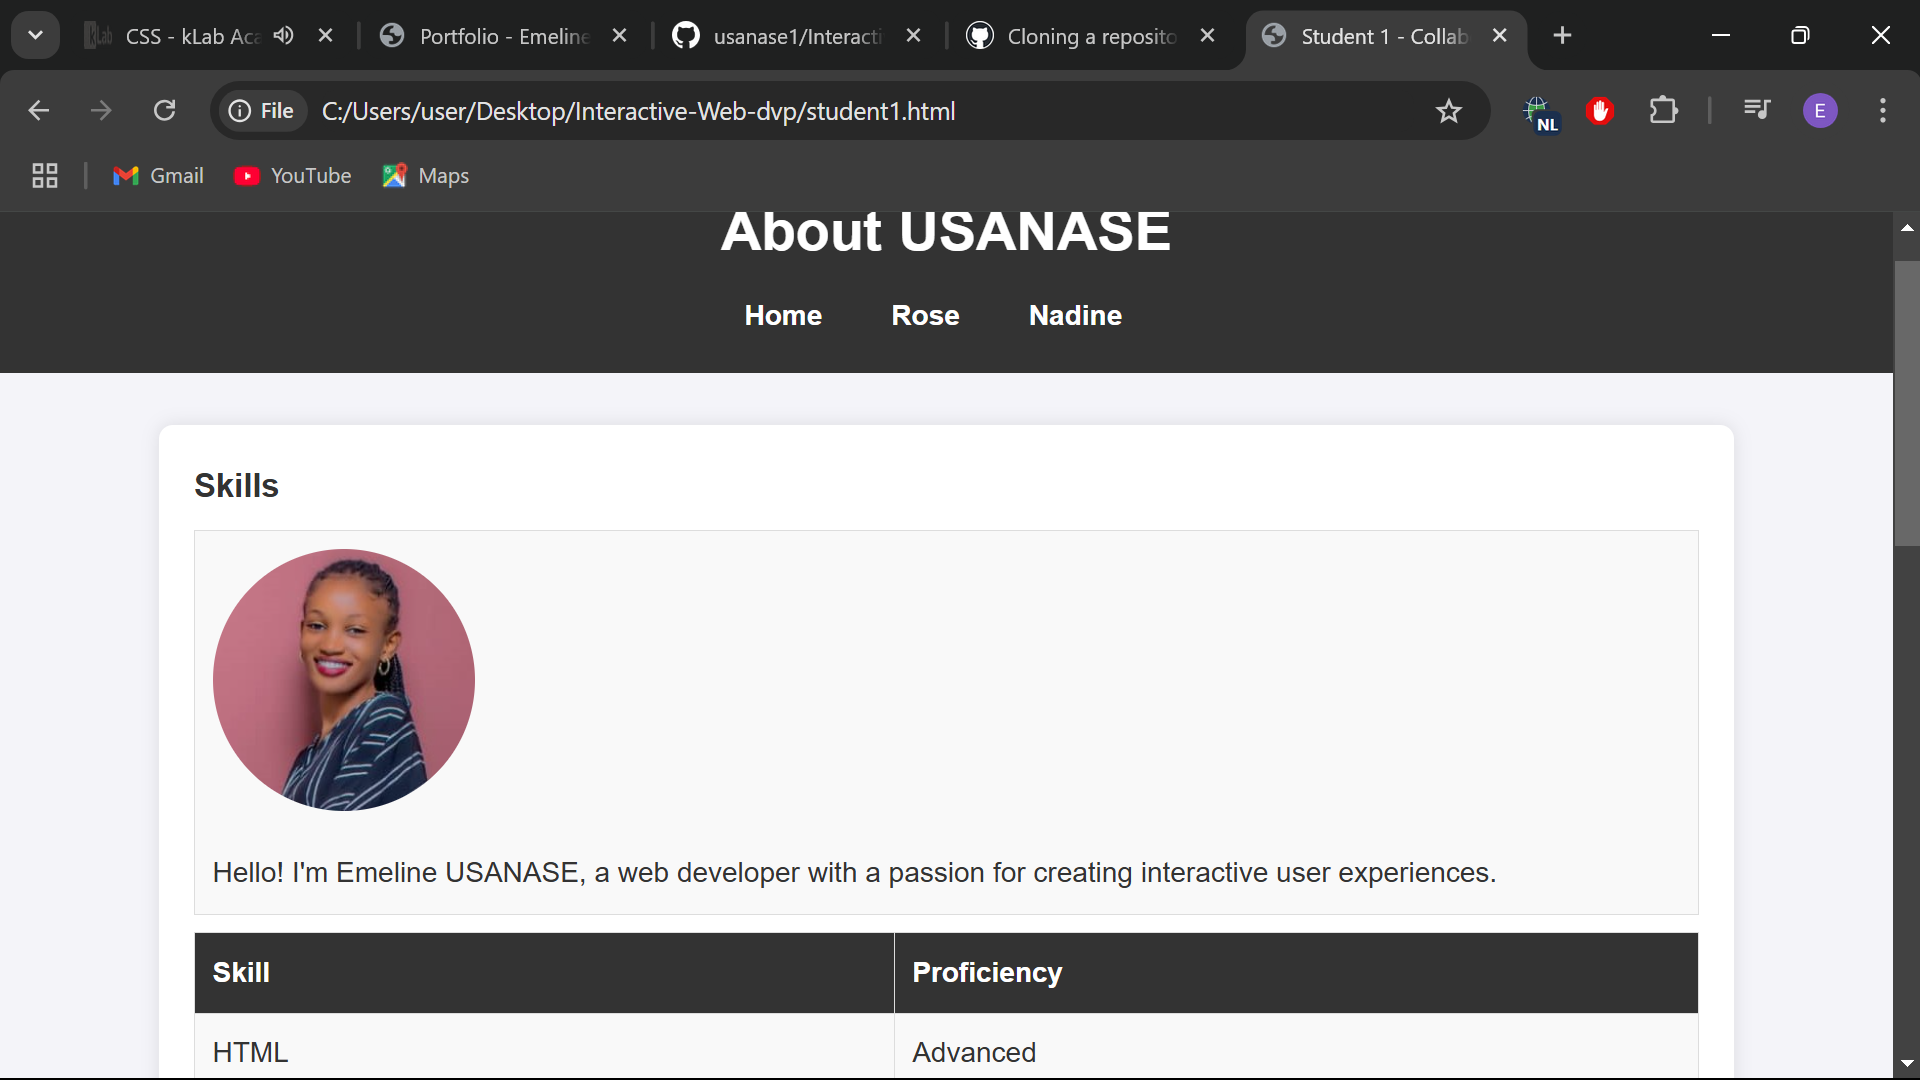 CSS - kLab Aca
Portfolio - Emeline
usanase1/Interacti
Cloning a reposito
Student 1 - Collab
File
C:/Users/user/Desktop/Interactive-Web-dvp/student1.html
NL
E
Gmail
YouTube
Maps
About USANASE
Home
Rose
Nadine
Skills
Hello! I'm Emeline USANASE, a web developer with a passion for creating interactive user experiences.
Skill
Proficiency
HTML
Advanced